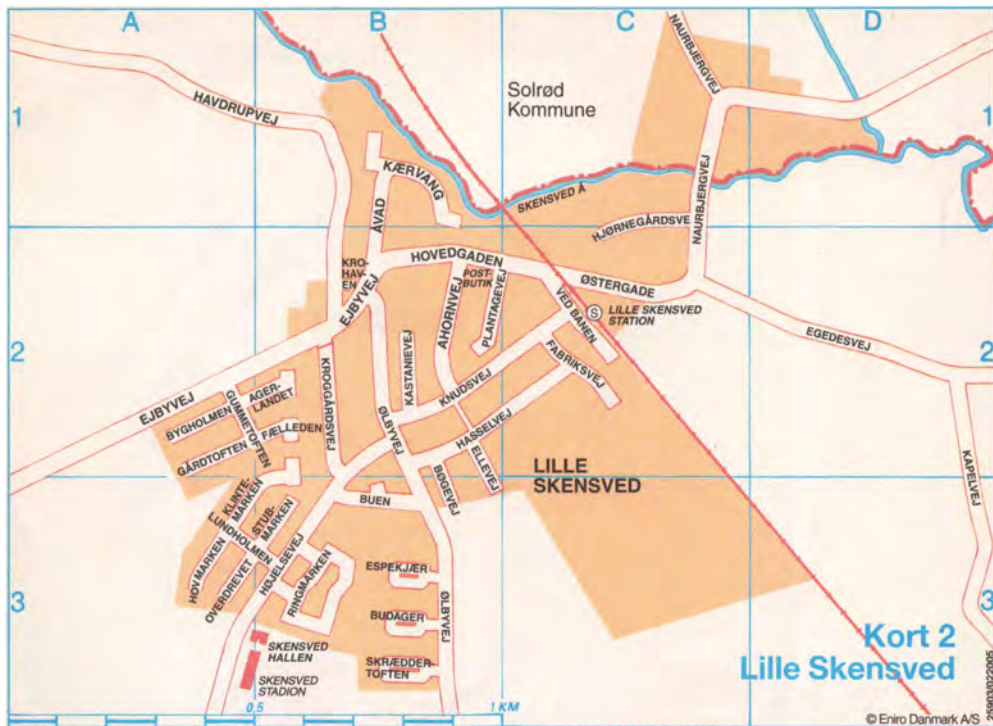 A
B
C
D
1
1
2
2
3
3
HAVDRUPVEJ
NAURBJERGVEJ
Solrød
Kommune
KÆRVANG
ÅVAD
SKENSVED Å
NAURBJERGVEJ
HJØRNEGÅRDSVE
HOVEDGADEN
KRO-
HAV-
EN
POST-
BUTIK
ØSTERGADE
EJBYVEJ
AHORNVEJ
PLANTAGEVEJ
VED BANEN
S
LILLE SKENSVED
STATION
EGEDESVEJ
FABRIKSVEJ
KROGGÅRDSVEJ
KASTANIEVEJ
KNUDSVEJ
EJBYVEJ
AGER-
LANDET
BYGHOLMEN
GUMMETOFTEN
FÆLLEDEN
GÅRDTOFTEN
ØLBYVEJ
HASSELVEJ
ELLEVEJ
BØGEVEJ
LILLE
SKENSVED
KAPELVEJ
KLINTE-
MARKEN
STUB-
MARKEN
BUEN
LUNDHOLMEN
HOVMARKEN
OVERDREVET
HØJELSEVEJ
RINGMARKEN
ESPEKJÆR
BUDAGER
ØLBYVEJ
SKRÆDDER-
TOFTEN
SKENSVED
HALLEN
SKENSVED
STADION
Kort 2
Lille Skensved
0,5
1 KM
© Eniro Danmark A/S
25903/022005